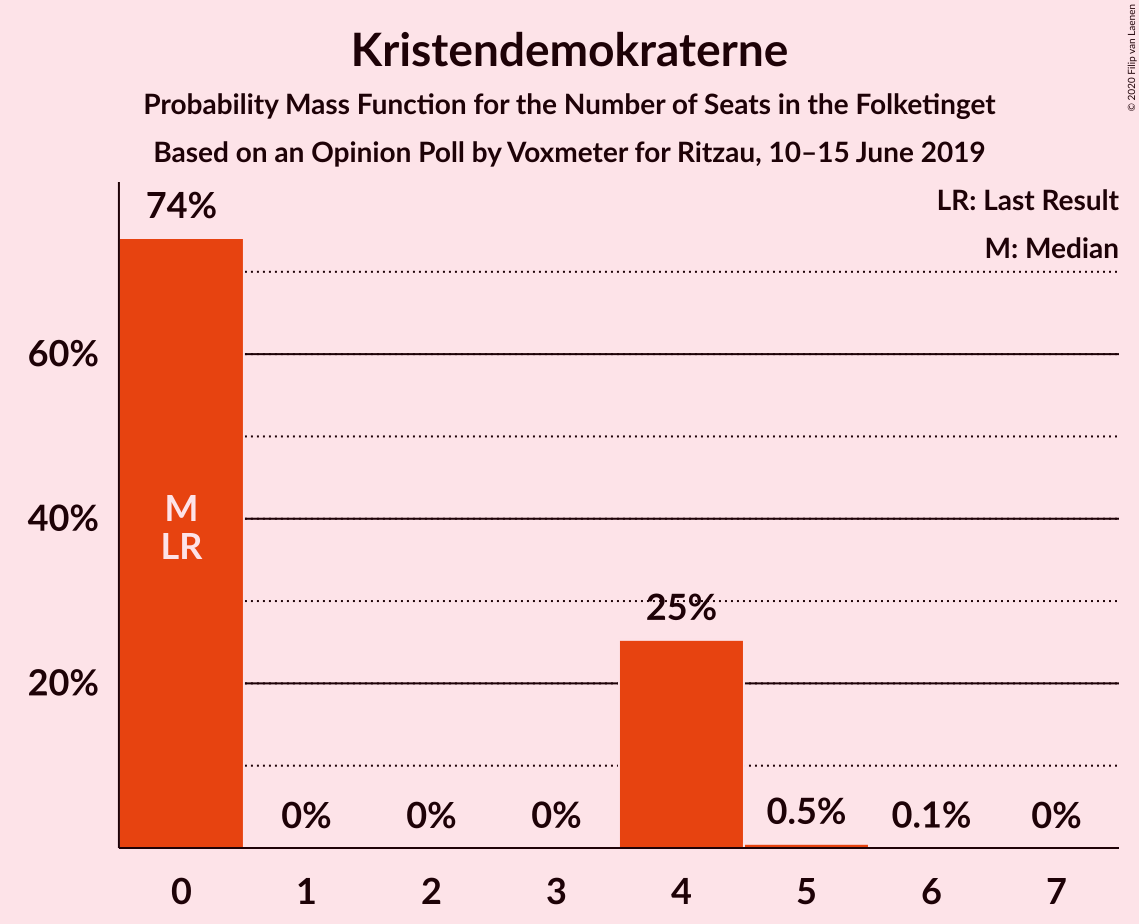 Kristendemokraterne
Probability Mass Function for the Number of Seats in the Folketinget
Based on an Opinion Poll by Voxmeter for Ritzau, 10–15 June 2019
© 2020 Filip van Laenen
LR: Last Result
M: Median
74%
60%
40%
20%
M
LR
0%
0%
0%
25%
0.5%
0.1%
0%
0
1
2
3
4
5
6
7